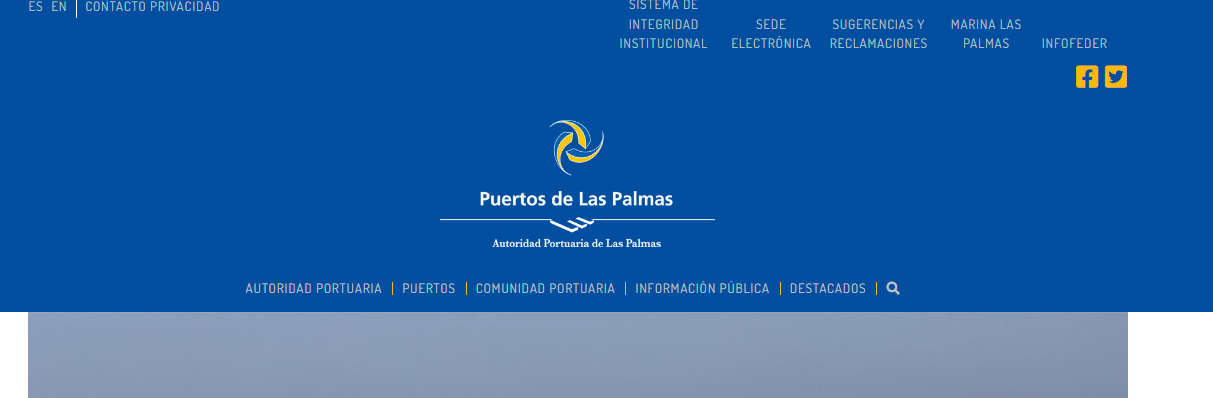 ES EN CONTACTO PRIVACIDAD
SISTEMA DE
INTEGRIDAD
INSTITUCIONAL
SEDE
ELECTRÓNICA
SUGERENCIAS Y
RECLAMACIONES
MARINA LAS
PALMAS
INFOFEDER
Puertos de Las Palmas
Autoridad Portuaria de Las Palmas
AUTORIDAD PORTUARIA | PUERTOS | COMUNIDAD PORTUARIA | INFORMACIÓN PÚBLICA | DESTACADOS |